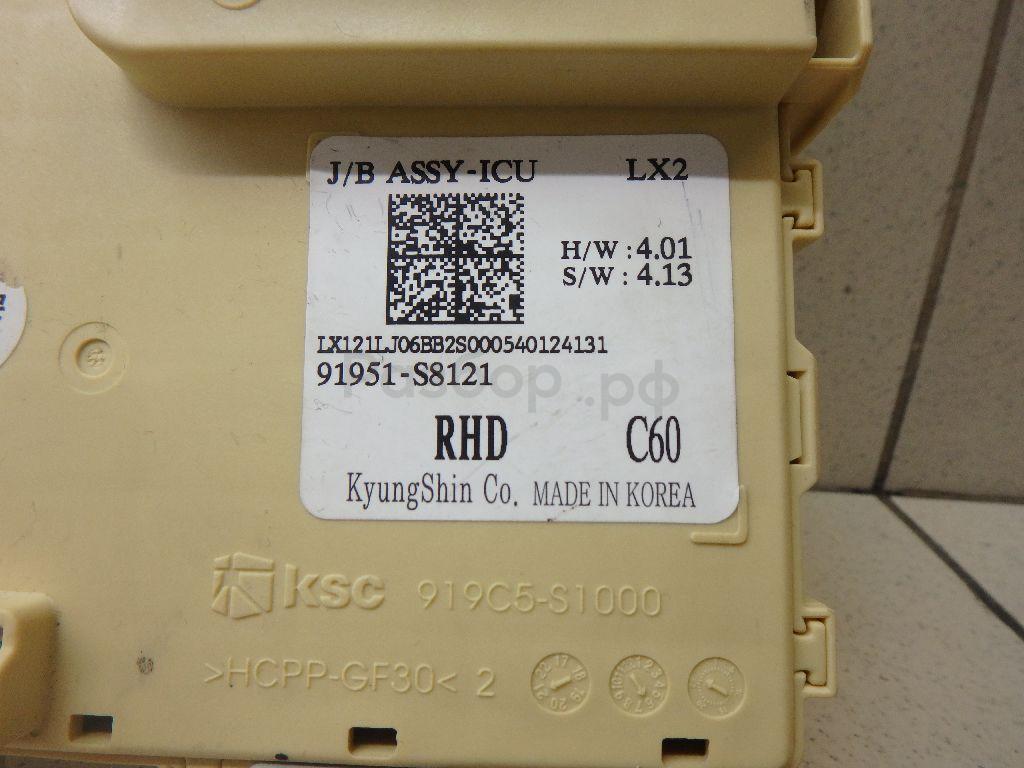 J/B ASSY-ICU LX2
H/W : 4.01
S/W : 4.13
LX121LJ06BB2S000540124131
91951-S8121
.рф
RHD C60
KyungShin Co. MADE IN KOREA
ksc 919C5-S1000
>HCPP-GF30< 2